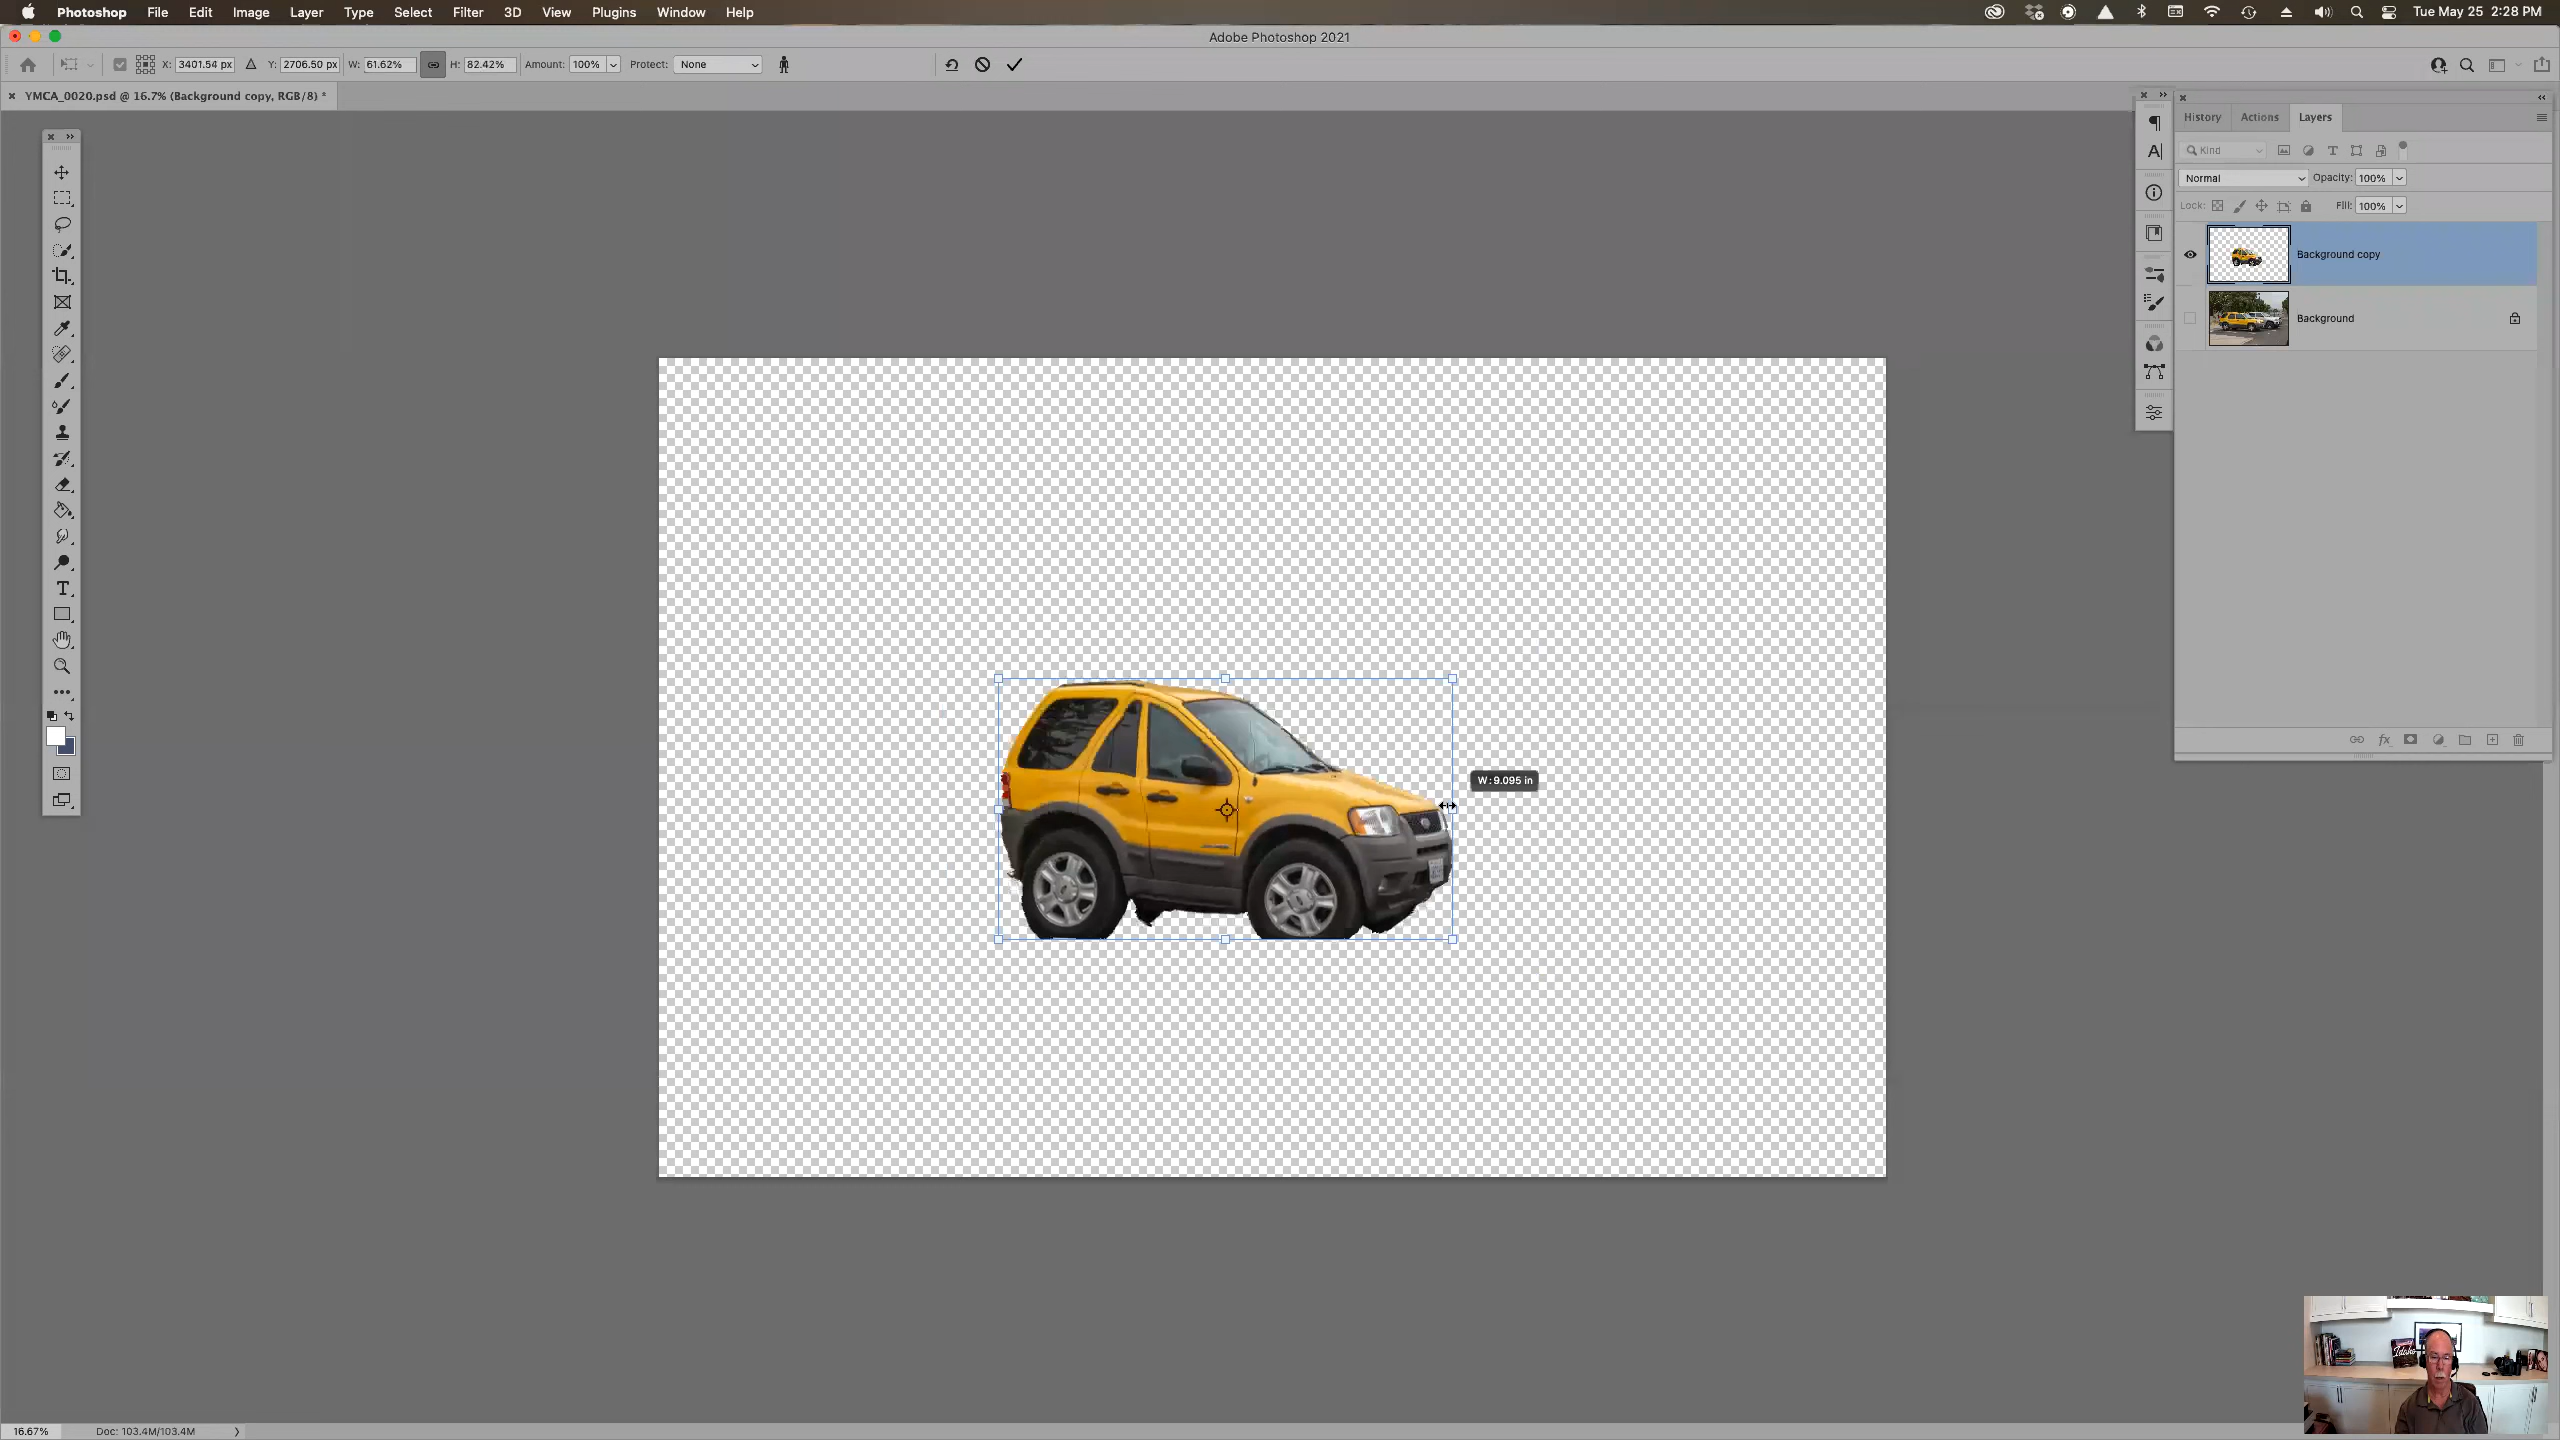 Photoshop File Edit Image Layer Type Select Filter 3D View Plugins Window Help Tue May 25 2:28 PM
Adobe Photoshop 2021
X: 3401.54 px Y: 2706.50 px W: 61.62% H: 82.42% Amount: 100% Protect: None
YMCA_0020.psd @ 16.7% (Background copy, RGB/8) *
History Actions Layers
Kind
Normal Opacity: 100%
Lock: Fill: 100%
Background copy
Background
W: 9.095 in
Idaho
16.67% Doc: 103.4M/103.4M